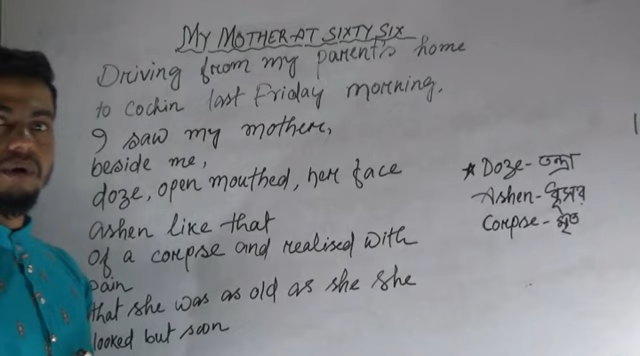 MY MOTHER AT SIXTY SIX
Driving from my parent's home
to Cochin last Friday morning,
I saw my mother,
beside me,
doze, open mouthed, her face
ashen like that
of a corpse and realised with
pain
that she was as old as she she
looked but soon
* Doze - তন্দ্রা
Ashen - ধূসর
Corpse - মৃত